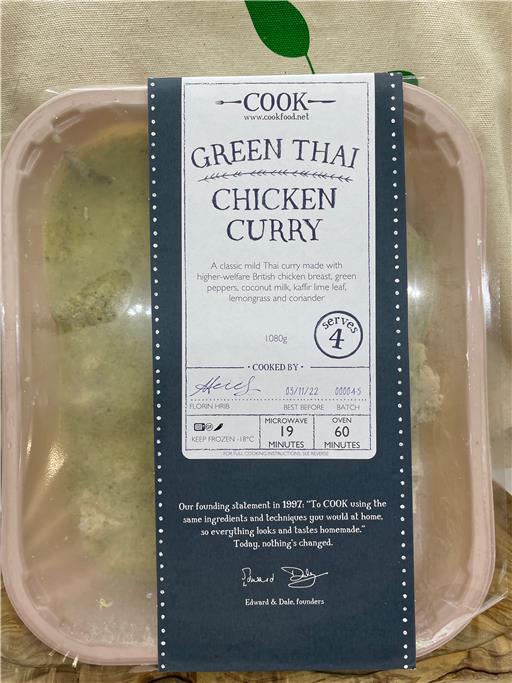 COOK
www.cookfood.net
GREEN THAI
CHICKEN
CURRY
A classic mild Thai curry made with
higher-welfare British chicken breast, green
peppers, coconut milk, kaffir lime leaf,
lemongrass and coriander
1080g
serves
4
• COOKED BY •
FLORIN HRIB
03/11/22 00004-5
BEST BEFORE BATCH
KEEP FROZEN -18°C
MICROWAVE
19
MINUTES
OVEN
60
MINUTES
FOR FULL COOKING INSTRUCTIONS, SEE REVERSE
Our founding statement in 1997: "To COOK using the
same ingredients and techniques you would at home,
so everything looks and tastes homemade."
Today, nothing's changed.
Edward Dale
Edward & Dale, founders